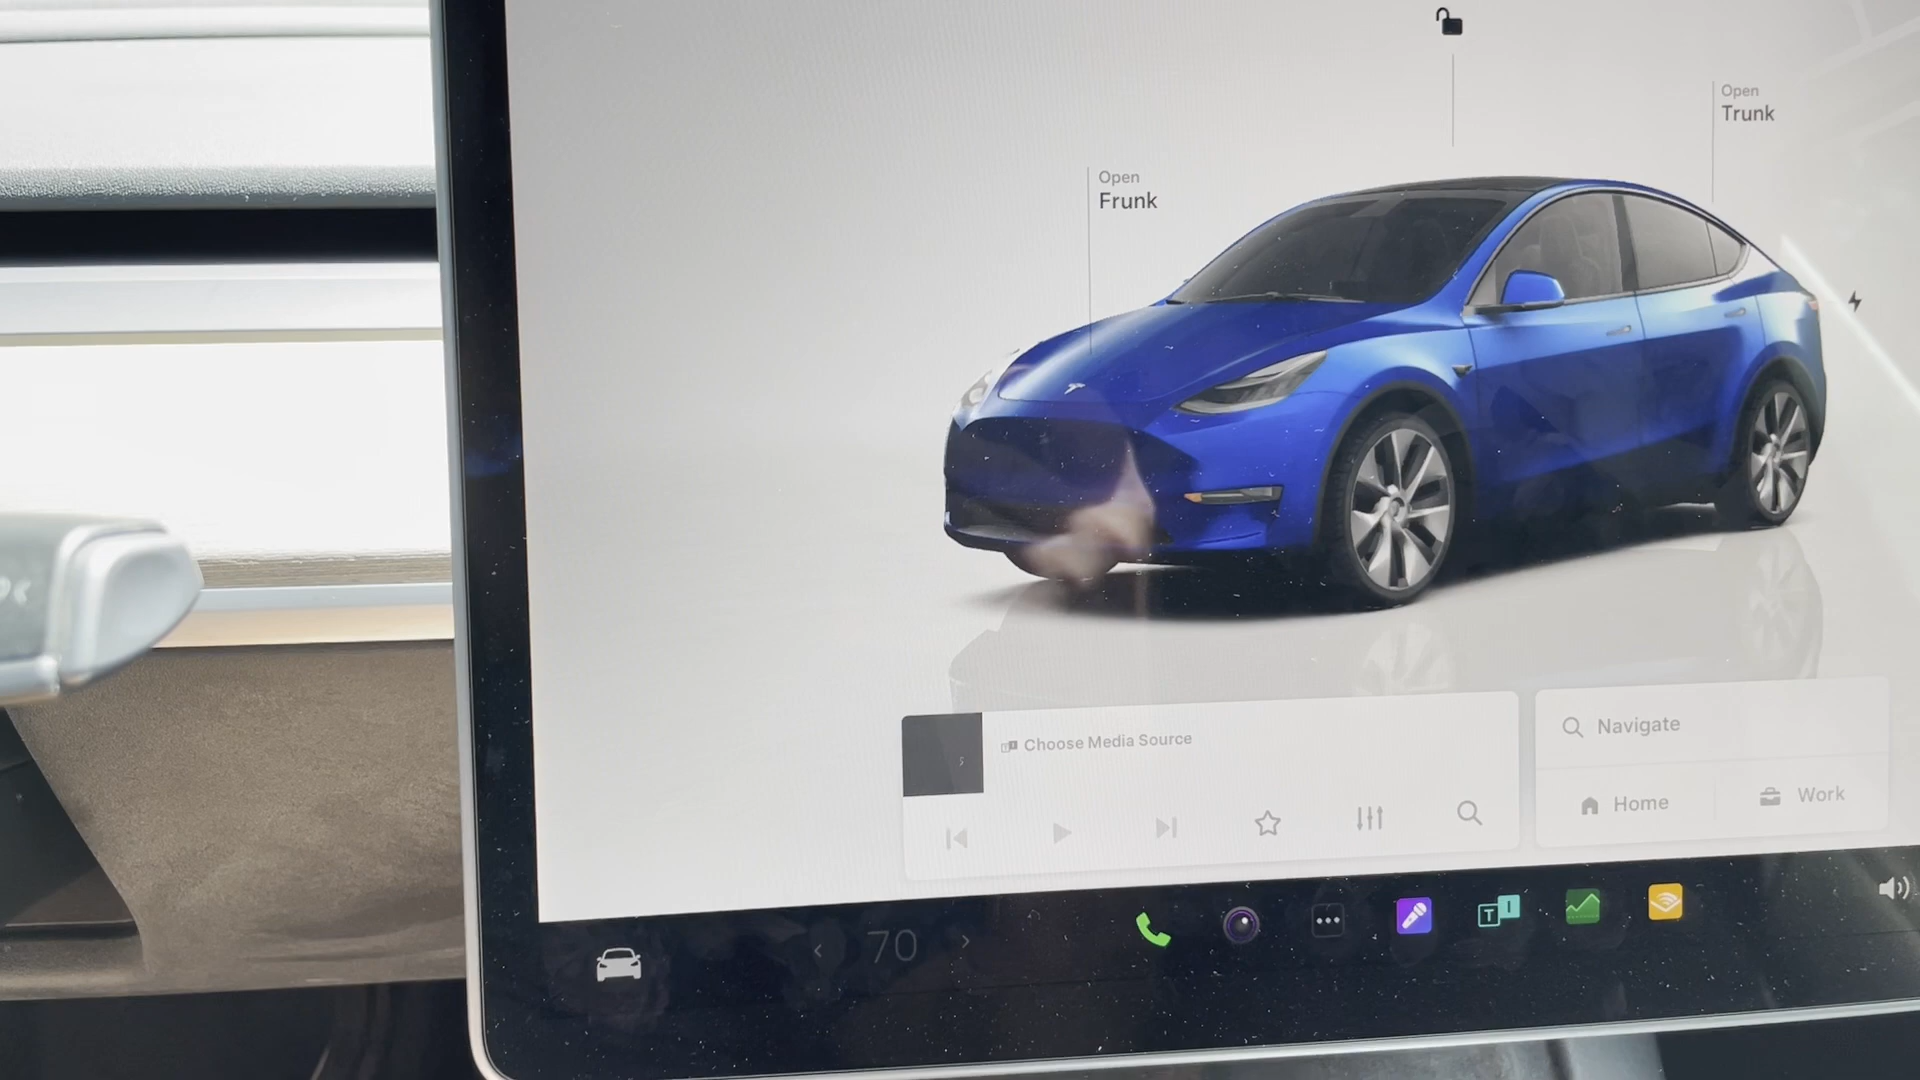 Open
Trunk
Open
Frunk
Choose Media Source
Navigate
Home
Work
70
T
I